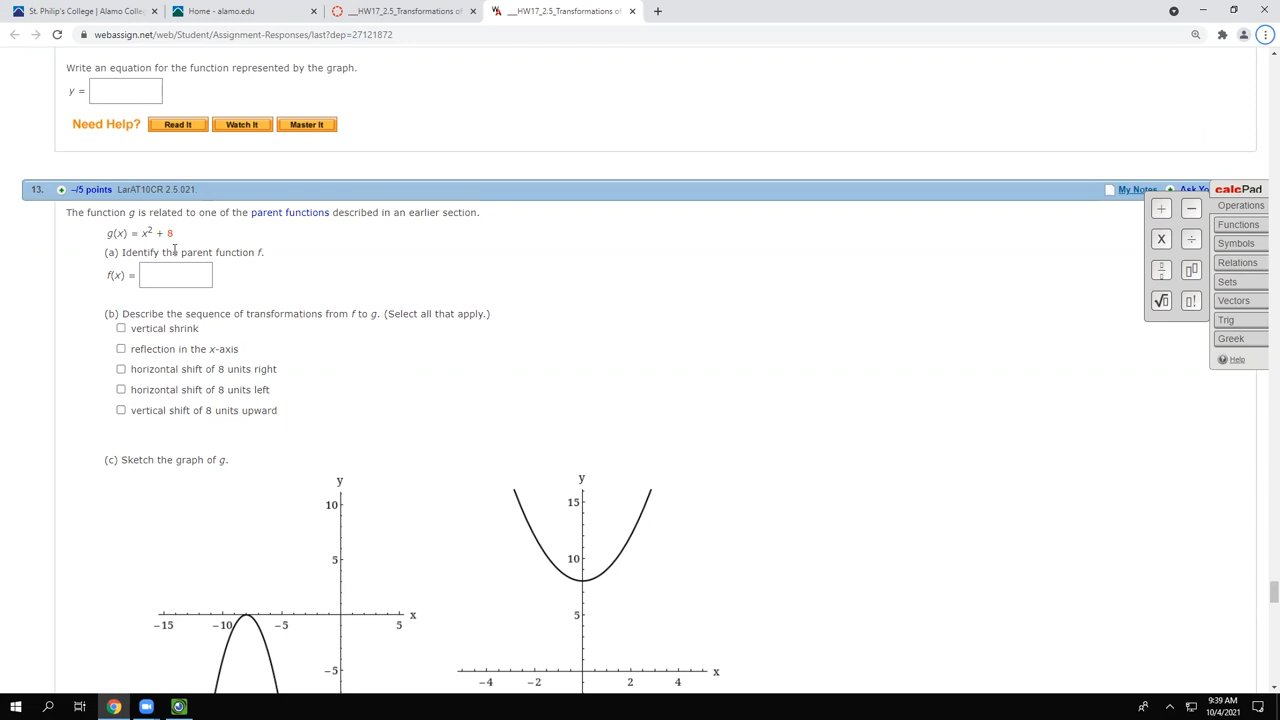 St. Philip's College | Alamo Colle
Home - alamo.edu
__HW17_2.5_Transformations of
__HW17_2.5_Transformations of
webassign.net/web/Student/Assignment-Responses/last?dep=27121872
Write an equation for the function represented by the graph.
y =
Need Help? Read It Watch It Master It
13. –/5 points LarAT10CR 2.5.021. My Notes Ask Yo
calcPad
The function g is related to one of the parent functions described in an earlier section.
g(x) = x² + 8
(a) Identify the parent function f.
f(x) =
(b) Describe the sequence of transformations from f to g. (Select all that apply.)
vertical shrink
reflection in the x-axis
horizontal shift of 8 units right
horizontal shift of 8 units left
vertical shift of 8 units upward
(c) Sketch the graph of g.
y
10
5
−15 −10 −5 5 x
−5
y
15
10
5
−4 −2 2 4 x
Operations
Functions
Symbols
Relations
Sets
Vectors
Trig
Greek
Help
+ −
X ÷
9:39 AM
10/4/2021